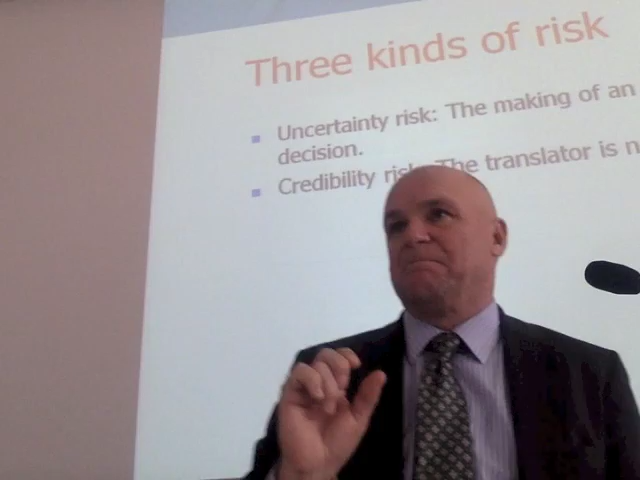 Three kinds of risk
Uncertainty risk: The making of an
decision.
Credibility risk: The translator is